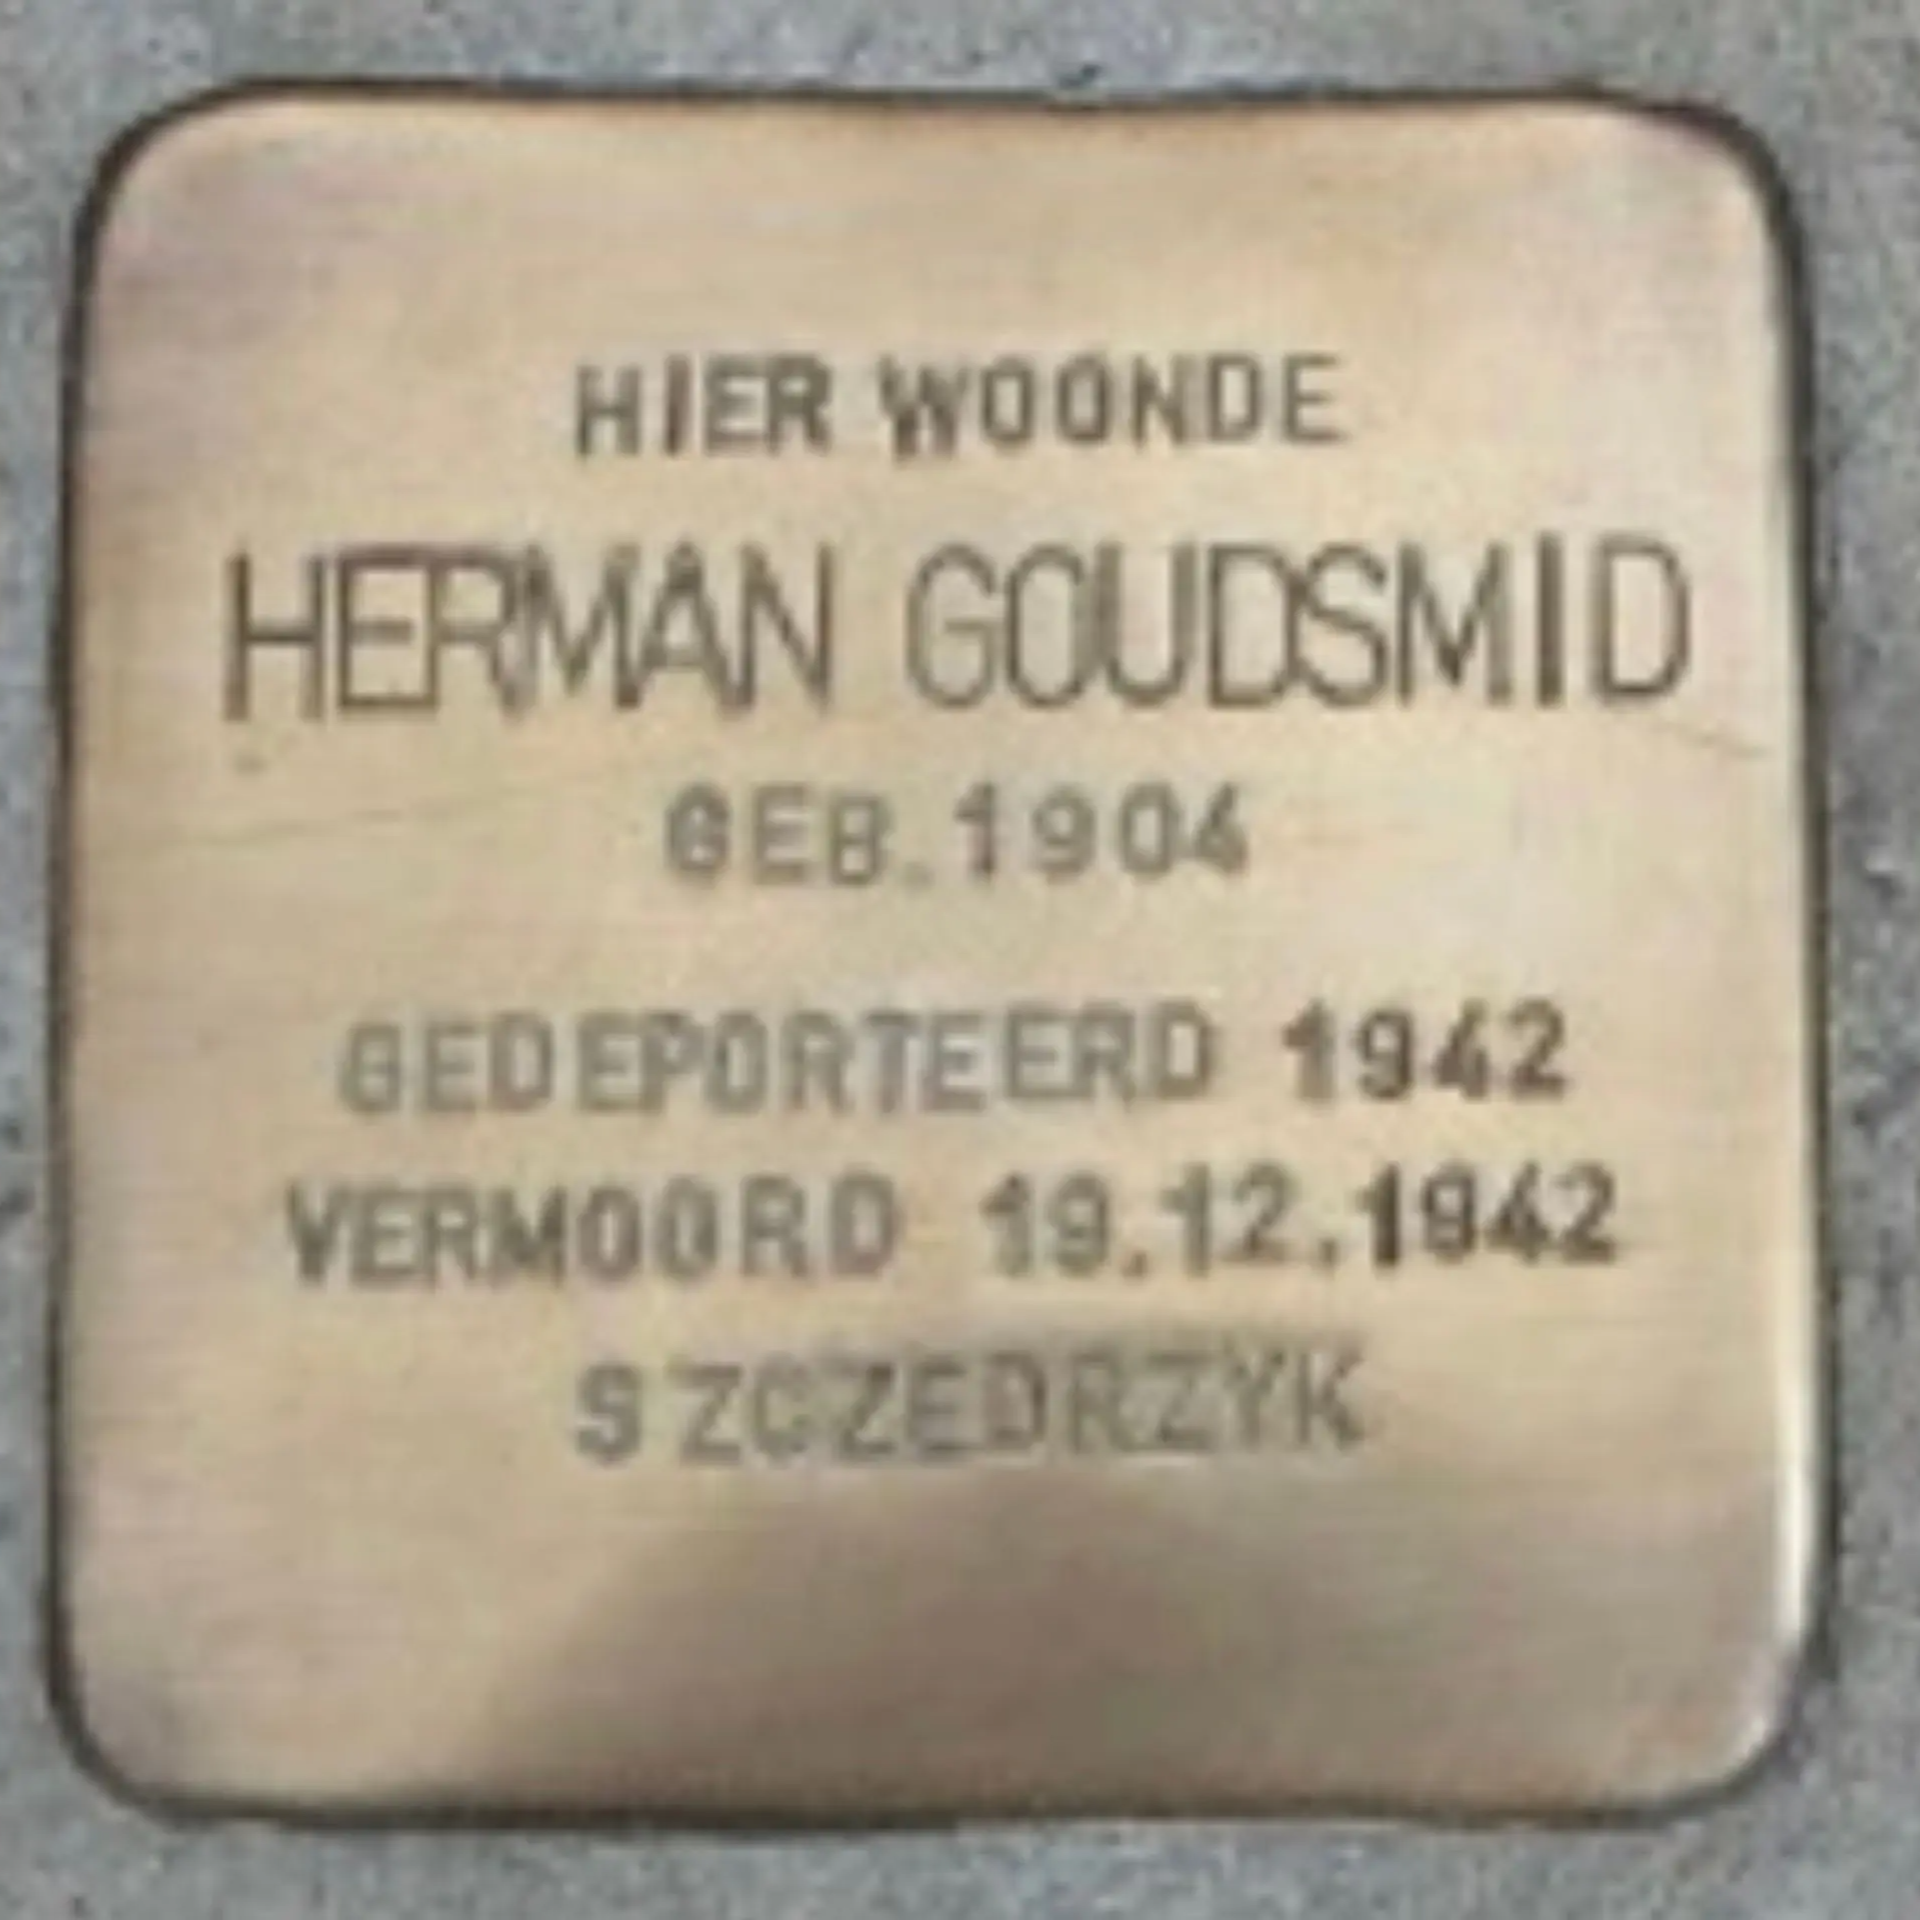 HIER WOONDE
HERMAN GOUDSMID
GEB.1904
GEDEPORTEERD 1942
VERMOORD 19.12.1942
SZCZEDRZYK